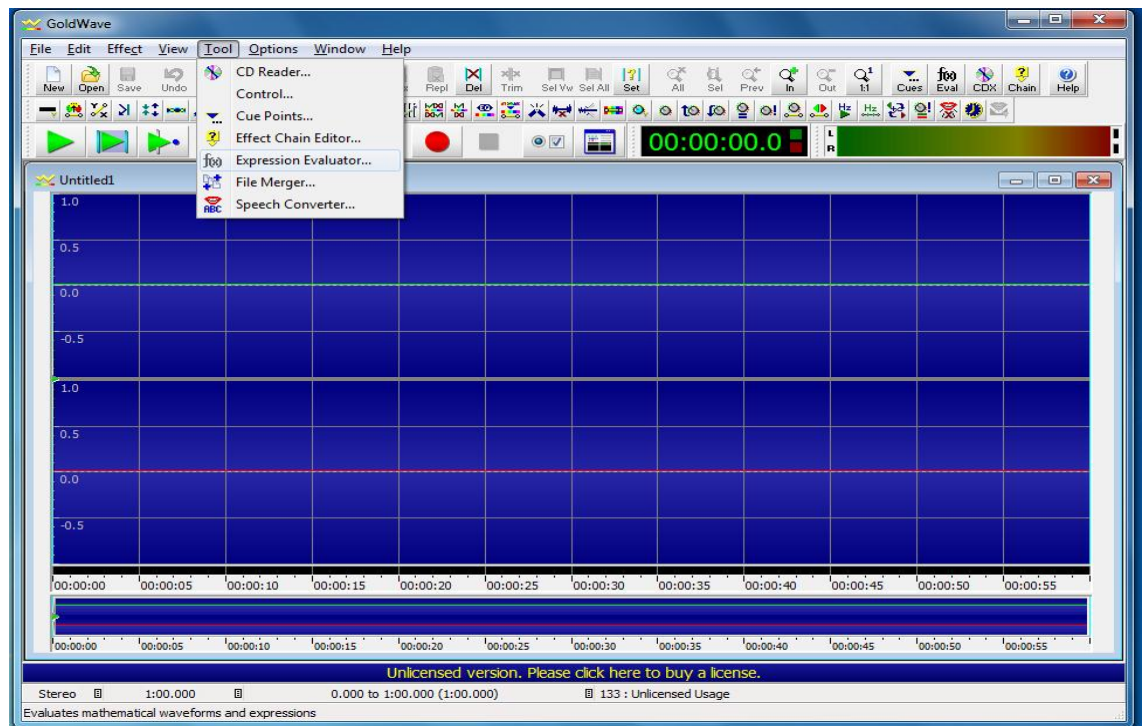 GoldWave
File Edit Effect View Tool Options Window Help
New Open Save Undo Repl Del Trim Sel Vw Sel All Set All Sel Prev In Out 1:1 Cues Eval CDX Chain Help
CD Reader...
Control...
Cue Points...
Effect Chain Editor...
Expression Evaluator...
File Merger...
Speech Converter...
00:00:00.0
L
R
Untitled1
1.0
0.5
0.0
-0.5
1.0
0.5
0.0
-0.5
00:00:00 00:00:05 00:00:10 00:00:15 00:00:20 00:00:25 00:00:30 00:00:35 00:00:40 00:00:45 00:00:50 00:00:55
00:00:00 00:00:05 00:00:10 00:00:15 00:00:20 00:00:25 00:00:30 00:00:35 00:00:40 00:00:45 00:00:50 00:00:55
Unlicensed version. Please click here to buy a license.
Stereo 1:00.000 0.000 to 1:00.000 (1:00.000) 133 : Unlicensed Usage
Evaluates mathematical waveforms and expressions